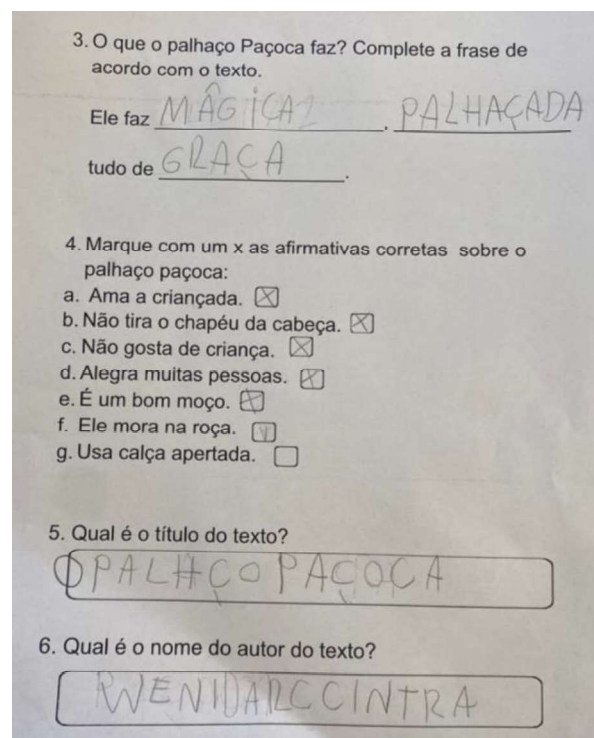 3. O que o palhaço Paçoca faz? Complete a frase de
acordo com o texto.
Ele faz MÂGIÇA , PALHAÇADA
tudo de GRAÇA .
4. Marque com um x as afirmativas corretas sobre o
palhaço paçoca:
a. Ama a criançada. X
b. Não tira o chapéu da cabeça. X
c. Não gosta de criança. X
d. Alegra muitas pessoas. X
e. É um bom moço. X
f. Ele mora na roça.
g. Usa calça apertada.
5. Qual é o título do texto?
O PALHÇO PAÇOCA
6. Qual é o nome do autor do texto?
CINTRA